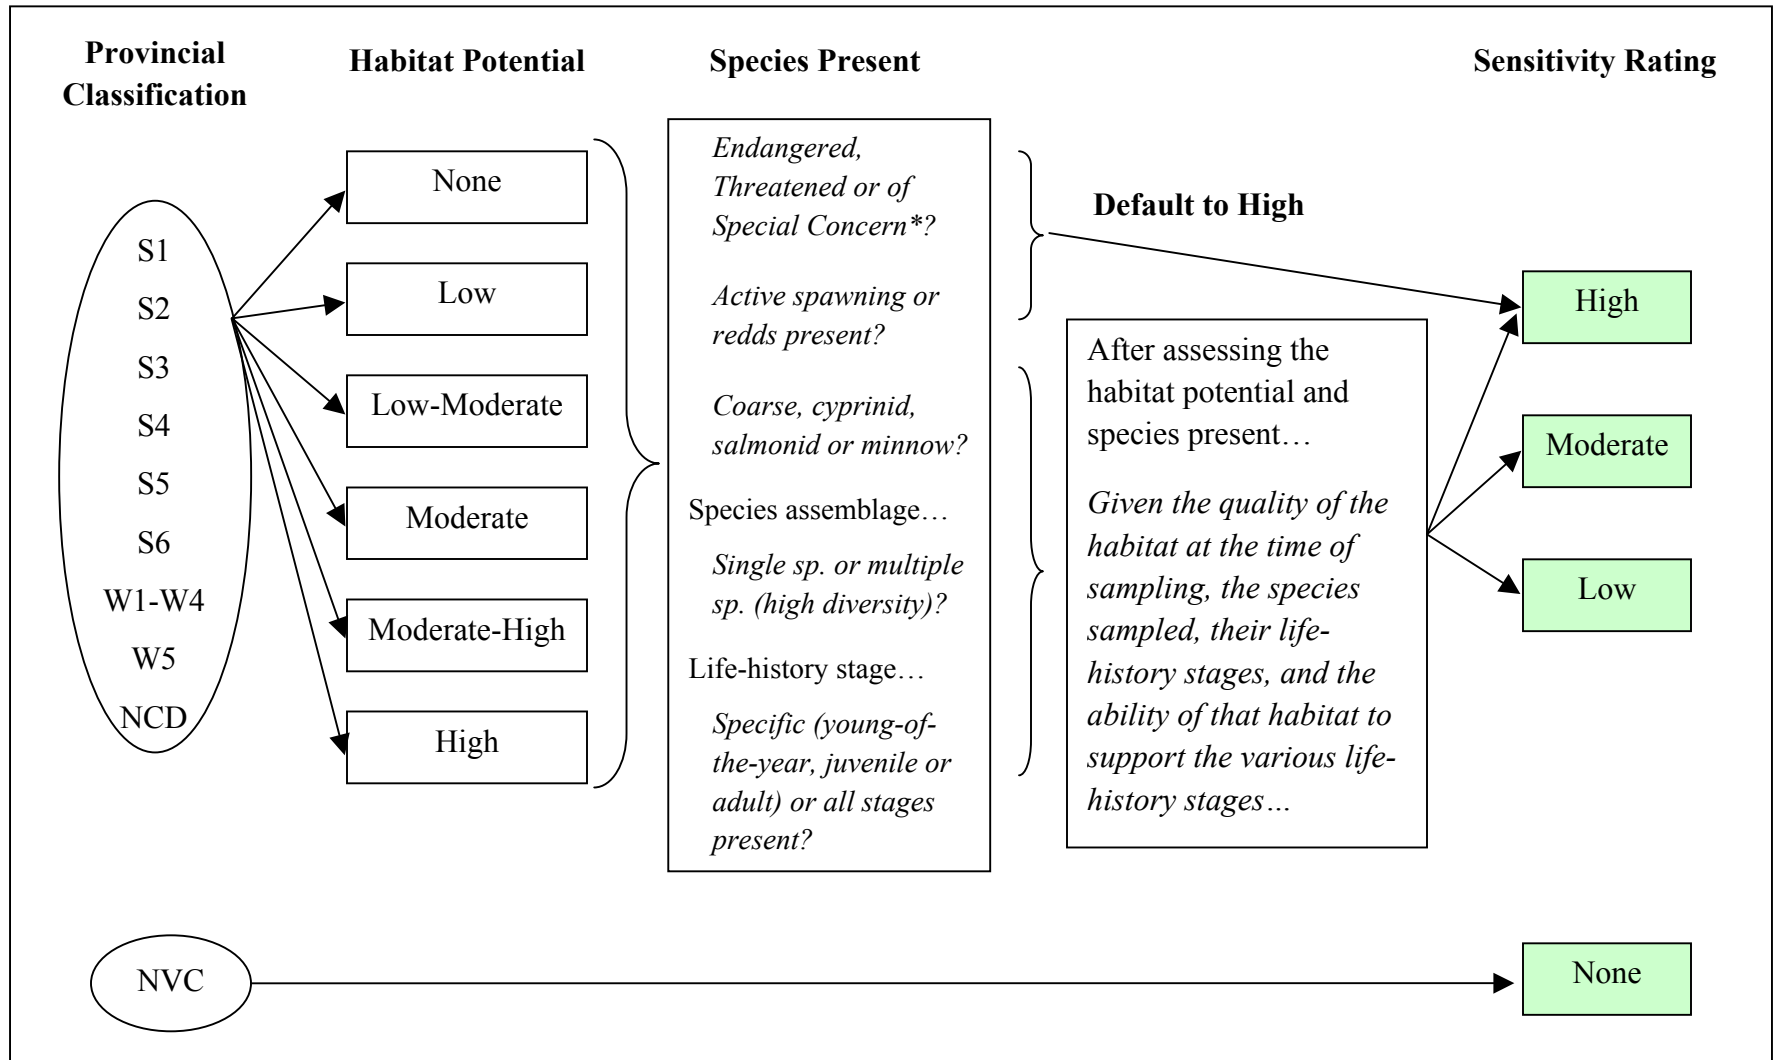 Provincial
Classification
Habitat Potential
Species Present
Sensitivity Rating
S1
S2
S3
S4
S5
S6
W1-W4
W5
NCD
None
Low
Low-Moderate
Moderate
Moderate-High
High
Endangered,
Threatened or of
Special Concern*?
Active spawning or
redds present?
Coarse, cyprinid,
salmonid or minnow?
Species assemblage…
Single sp. or multiple
sp. (high diversity)?
Life-history stage…
Specific (young-of-
the-year, juvenile or
adult) or all stages
present?
Default to High
After assessing the
habitat potential and
species present…
Given the quality of the
habitat at the time of
sampling, the species
sampled, their life-
history stages, and the
ability of that habitat to
support the various life-
history stages…
High
Moderate
Low
NVC
None